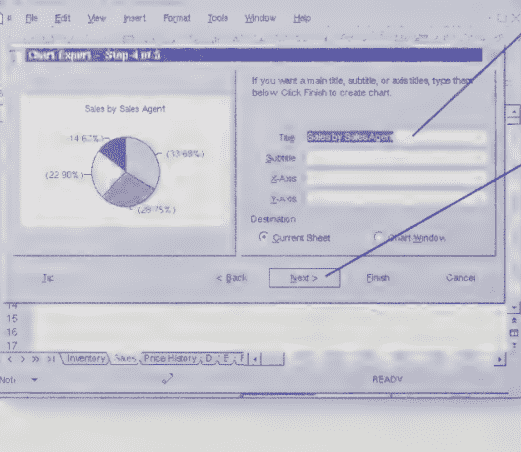 File Edit View Insert Format Tools Window Help
Chart Expert - Step 4 of 5
If you want a main title, subtitle, or axis titles, type them
below. Click Finish to create chart.
Sales by Sales Agent
Title Sales by Sales Agent
Subtitle
X-Axis
Y-Axis
(22.90%)
Destination
Current Sheet Chart Window
< Back Next > Finish Cancel
14
15
16
17
Inventory Sales Price History D E F
READY